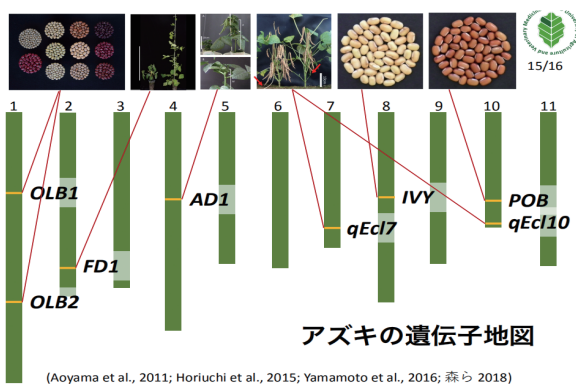 15/16
1 2 3 4 5 6 7 8 9 10 11
OLB1
AD1
IVY
POB
qEcl7
qEcl10
FD1
OLB2
アズキの遺伝子地図
(Aoyama et al., 2011; Horiuchi et al., 2015; Yamamoto et al., 2016; 森ら 2018)